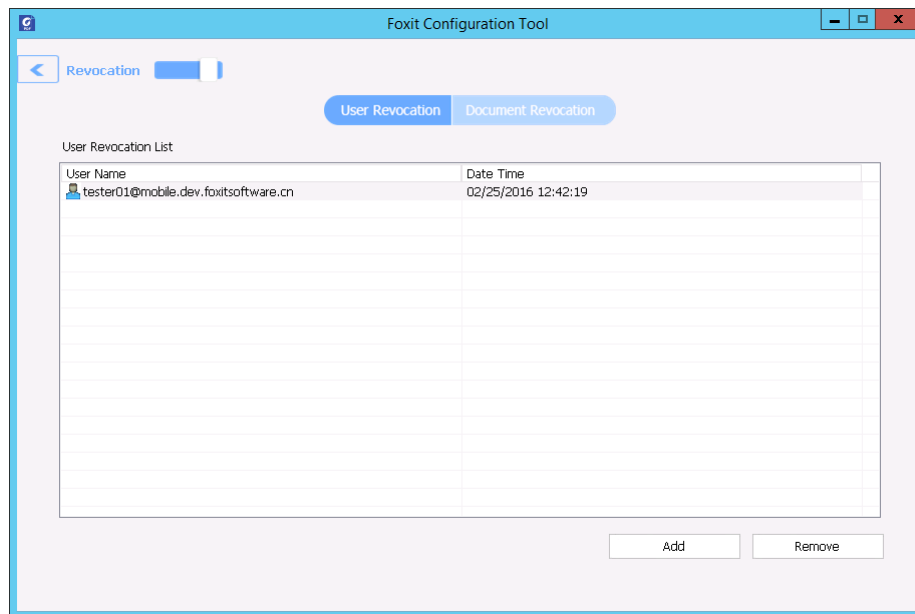 Foxit Configuration Tool
Revocation
User Revocation Document Revocation
User Revocation List
User Name Date Time
tester01@mobile.dev.foxitsoftware.cn 02/25/2016 12:42:19
Add Remove